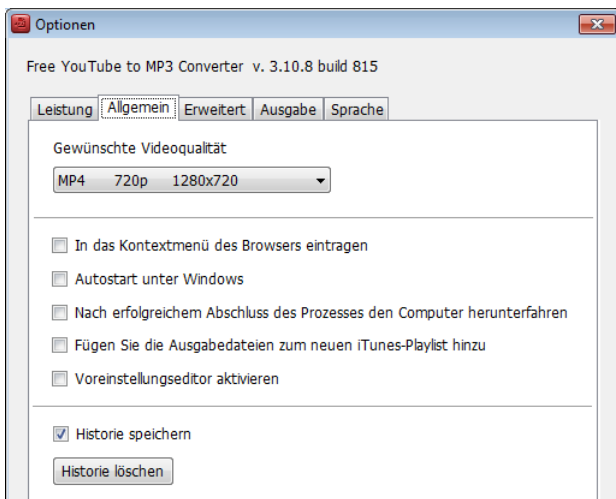 Optionen
Free YouTube to MP3 Converter v. 3.10.8 build 815
Leistung Allgemein Erweitert Ausgabe Sprache
Gewünschte Videoqualität
MP4 720p 1280x720
In das Kontextmenü des Browsers eintragen
Autostart unter Windows
Nach erfolgreichem Abschluss des Prozesses den Computer herunterfahren
Fügen Sie die Ausgabedateien zum neuen iTunes-Playlist hinzu
Voreinstellungseditor aktivieren
Historie speichern
Historie löschen